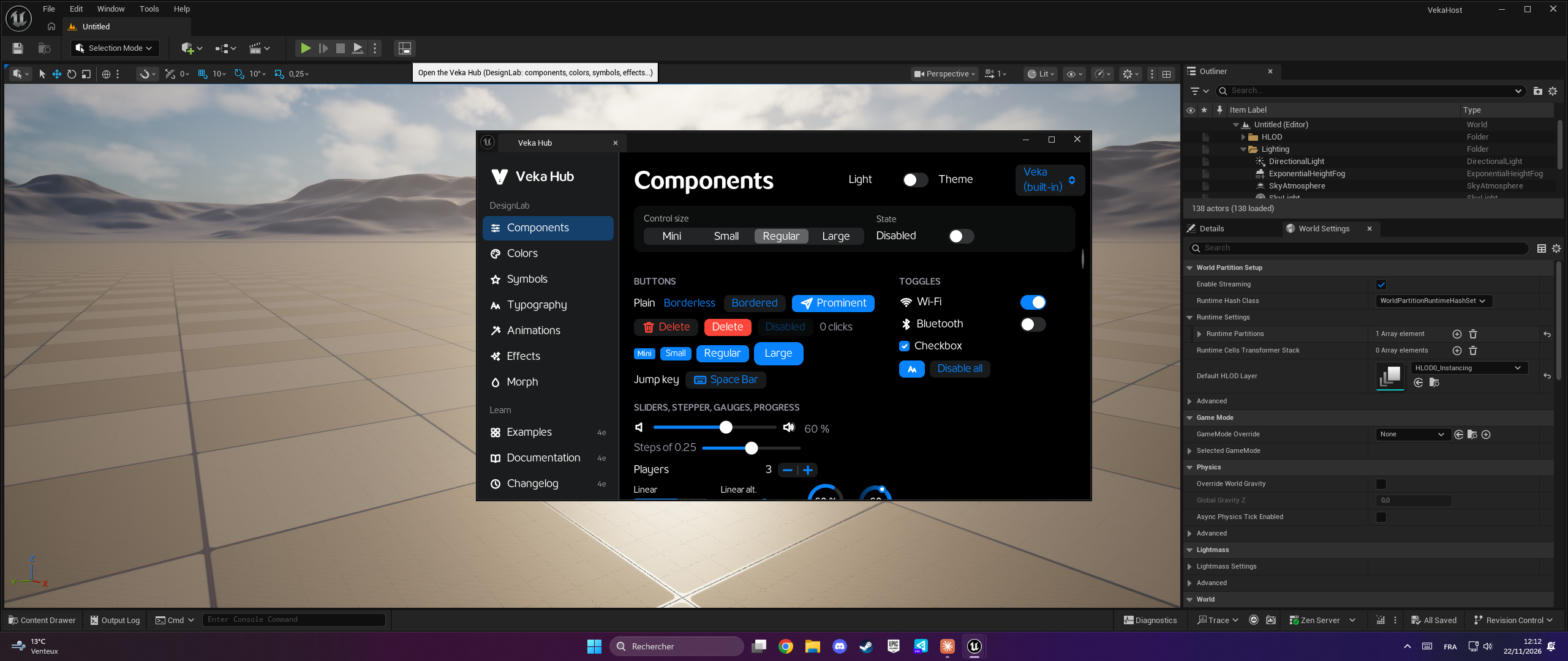 File Edit Window Tools Help
VekaHost
Untitled
Selection Mode
0 10 10° 0,25
Open the Veka Hub (DesignLab: components, colors, symbols, effects...)
Perspective 1 Lit
Outliner
Search...
Item Label Type
Untitled (Editor) World
HLOD Folder
Lighting Folder
DirectionalLight DirectionalLight
ExponentialHeightFog ExponentialHeightFog
SkyAtmosphere SkyAtmosphere
138 actors (138 loaded)
Details World Settings
Search
World Partition Setup
Enable Streaming
Runtime Hash Class WorldPartitionRuntimeHashSet
Runtime Settings
Runtime Partitions 1 Array element
Runtime Cells Transformer Stack 0 Array elements
Default HLOD Layer HLOD0_Instancing
Advanced
Game Mode
GameMode Override None
Selected GameMode
Physics
Override World Gravity
Global Gravity Z 0,0
Async Physics Tick Enabled
Advanced
Lightmass
Lightmass Settings
Advanced
World
Veka Hub
Veka Hub
DesignLab
Components
Colors
Symbols
Typography
Animations
Effects
Morph
Learn
Examples 4e
Documentation 4e
Changelog 4e
Components
Light Theme
Veka
(built-in)
Control size
Mini Small Regular Large
State
Disabled
BUTTONS
Plain Borderless Bordered Prominent
Delete Delete Disabled 0 clicks
Mini Small Regular Large
Jump key Space Bar
TOGGLES
Wi-Fi
Bluetooth
Checkbox
Disable all
SLIDERS, STEPPER, GAUGES, PROGRESS
60 %
Steps of 0.25
Players 3
Linear Linear alt.
Content Drawer Output Log Cmd Enter Console Command
Diagnostics Trace Zen Server All Saved Revision Control
13°C
Venteux
Rechercher
FRA
12:12
22/11/2026